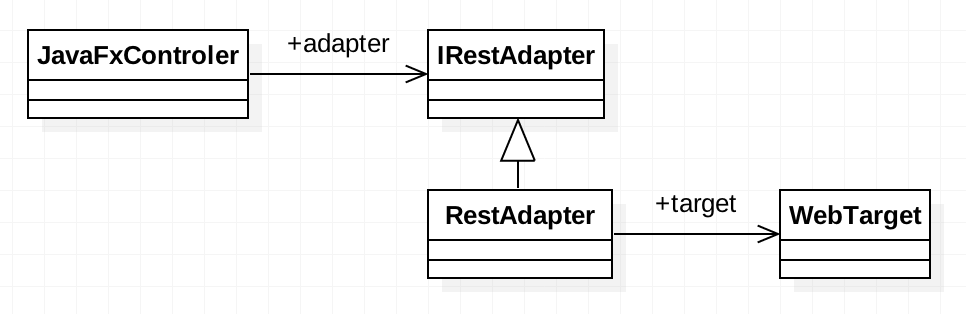 +adapter
JavaFxControler
IRestAdapter
+target
RestAdapter
WebTarget